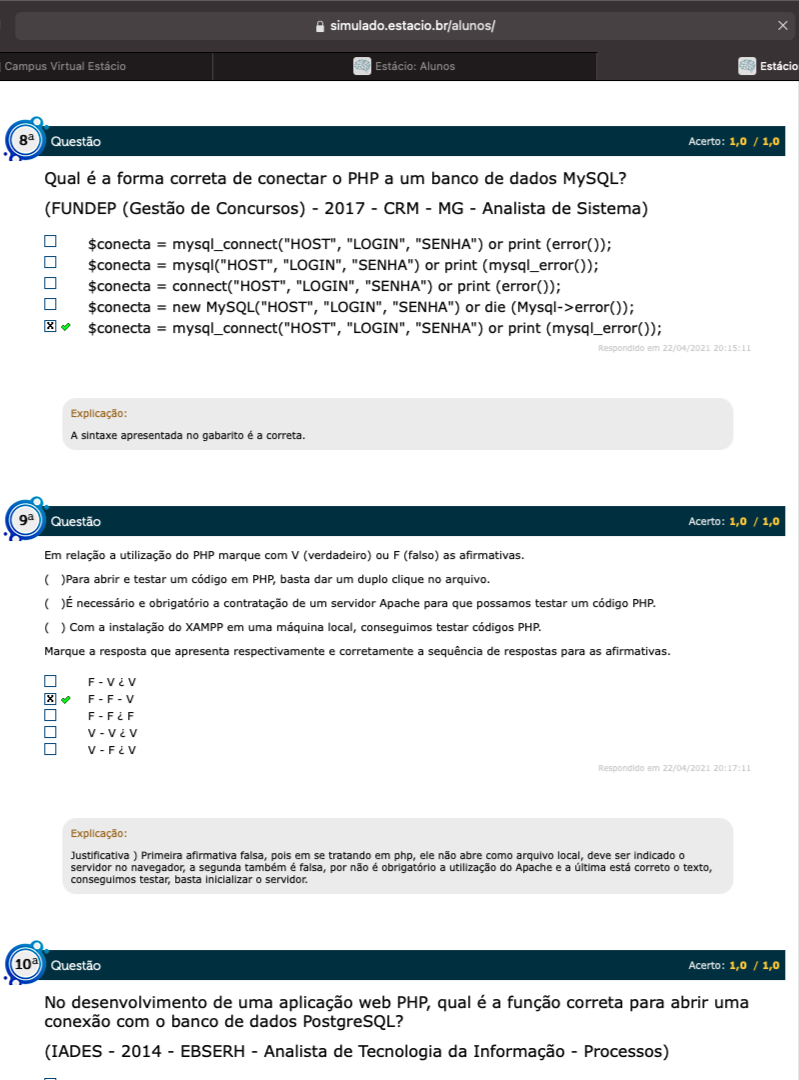 simulado.estacio.br/alunos/
Campus Virtual Estácio
Estácio: Alunos
Estácio
8ª Questão Acerto: 1,0 / 1,0
Qual é a forma correta de conectar o PHP a um banco de dados MySQL?
(FUNDEP (Gestão de Concursos) - 2017 - CRM - MG - Analista de Sistema)
$conecta = mysql_connect("HOST", "LOGIN", "SENHA") or print (error());
$conecta = mysql("HOST", "LOGIN", "SENHA") or print (mysql_error());
$conecta = connect("HOST", "LOGIN", "SENHA") or print (error());
$conecta = new MySQL("HOST", "LOGIN", "SENHA") or die (Mysql->error());
$conecta = mysql_connect("HOST", "LOGIN", "SENHA") or print (mysql_error());
Respondido em 22/04/2021 20:15:11
Explicação:
A sintaxe apresentada no gabarito é a correta.
9ª Questão Acerto: 1,0 / 1,0
Em relação a utilização do PHP marque com V (verdadeiro) ou F (falso) as afirmativas.
( )Para abrir e testar um código em PHP, basta dar um duplo clique no arquivo.
( )É necessário e obrigatório a contratação de um servidor Apache para que possamos testar um código PHP.
( ) Com a instalação do XAMPP em uma máquina local, conseguimos testar códigos PHP.
Marque a resposta que apresenta respectivamente e corretamente a sequência de respostas para as afirmativas.
F - V ¿ V
F - F - V
F - F ¿ F
V - V ¿ V
V - F ¿ V
Respondido em 22/04/2021 20:17:11
Explicação:
Justificativa ) Primeira afirmativa falsa, pois em se tratando em php, ele não abre como arquivo local, deve ser indicado o
servidor no navegador, a segunda também é falsa, por não é obrigatório a utilização do Apache e a última está correto o texto,
conseguimos testar, basta inicializar o servidor.
10ª Questão Acerto: 1,0 / 1,0
No desenvolvimento de uma aplicação web PHP, qual é a função correta para abrir uma
conexão com o banco de dados PostgreSQL?
(IADES - 2014 - EBSERH - Analista de Tecnologia da Informação - Processos)